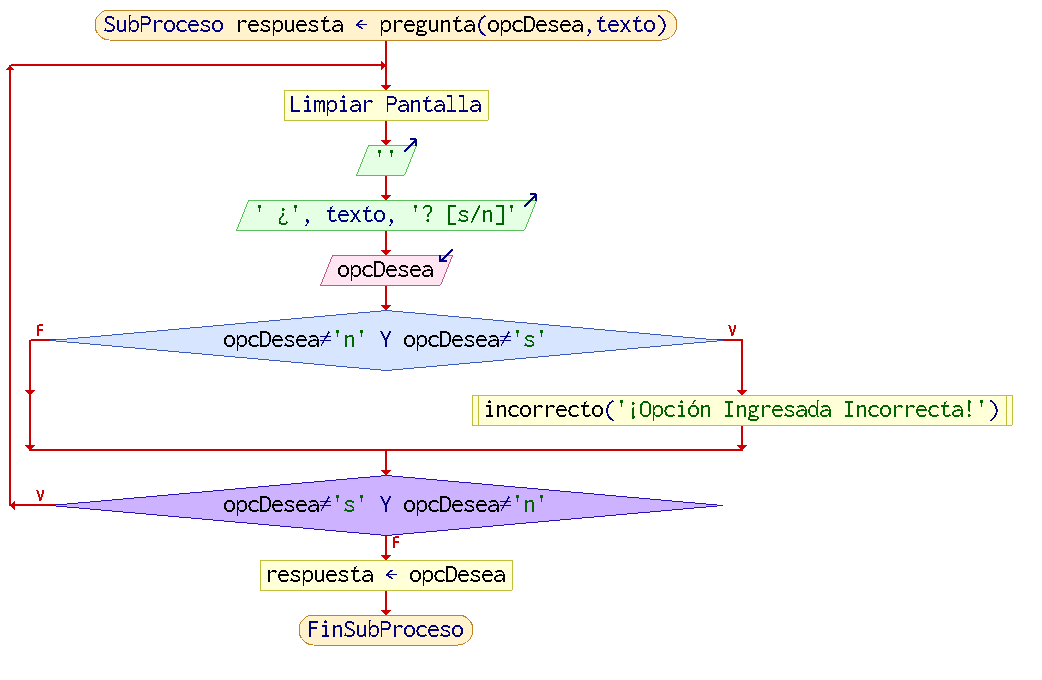 SubProceso respuesta ← pregunta(opcDesea,texto)
Limpiar Pantalla
''
' ¿', texto, '? [s/n]'
opcDesea
opcDesea≠'n' Y opcDesea≠'s'
F
V
incorrecto('¡Opción Ingresada Incorrecta!')
opcDesea≠'s' Y opcDesea≠'n'
V
F
respuesta ← opcDesea
FinSubProceso